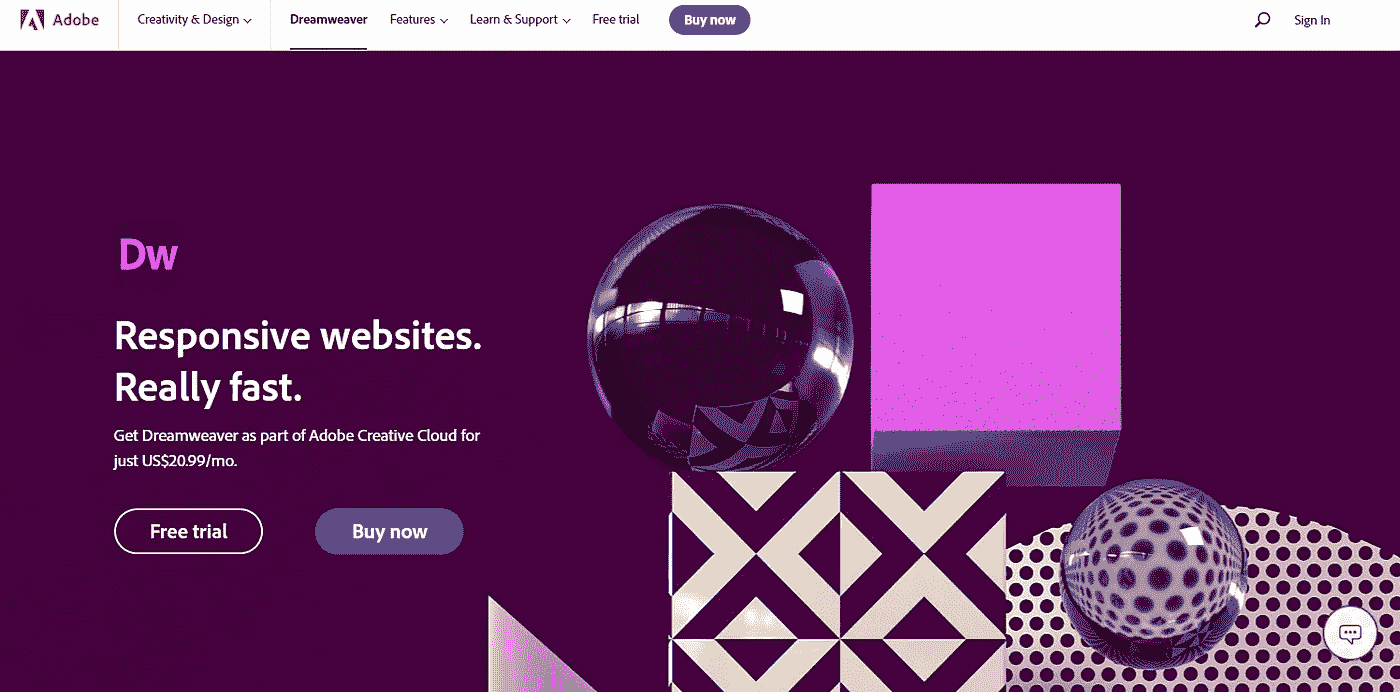 Adobe
Creativity & Design
Dreamweaver
Features
Learn & Support
Free trial
Buy now
Sign In
Dw
Responsive websites.
Really fast.
Get Dreamweaver as part of Adobe Creative Cloud for
just US$20.99/mo.
Free trial
Buy now